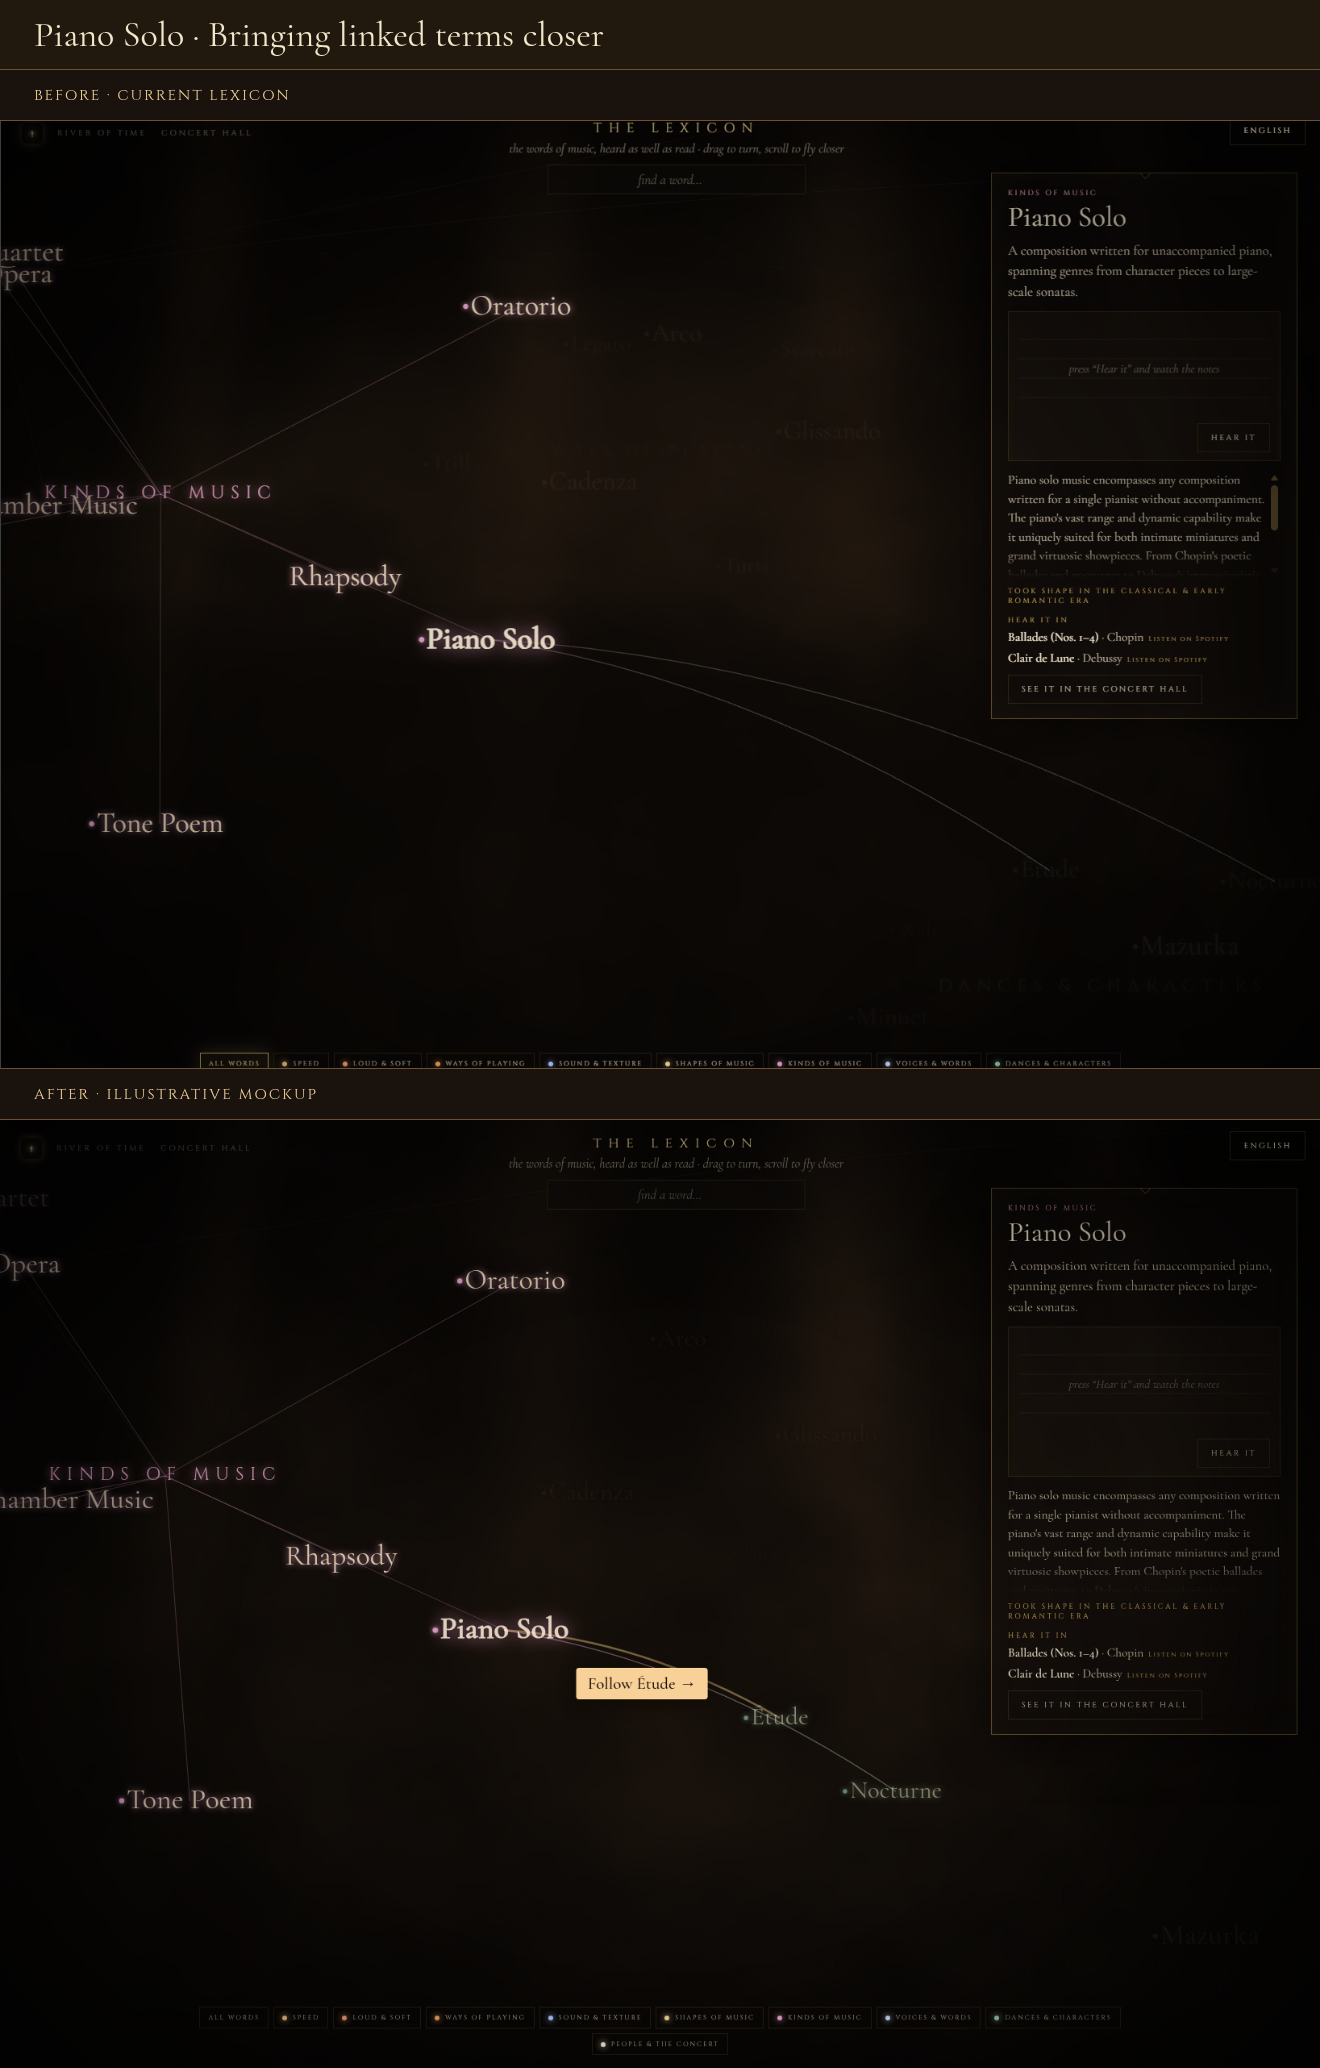 Piano Solo · Bringing linked terms closer
BEFORE · CURRENT LEXICON
RIVER OF TIME CONCERT HALL
THE LEXICON
the words of music, heard as well as read · drag to turn, scroll to fly closer
find a word...
ENGLISH
uartet
Opera
•Oratorio
•Legato
•Arco
•Staccato
•Glissando
•Trill
•Cadenza
KINDS OF MUSIC
mber Music
Rhapsody
•Tutti
•Piano Solo
•Tone Poem
•Étude
•Nocturne
•Mazurka
DANCES & CHARACTERS
•Minuet
KINDS OF MUSIC
Piano Solo
A composition written for unaccompanied piano,
spanning genres from character pieces to large-
scale sonatas.
press “Hear it” and watch the notes
HEAR IT
Piano solo music encompasses any composition
written for a single pianist without accompaniment.
The piano's vast range and dynamic capability make
it uniquely suited for both intimate miniatures and
grand virtuosic showpieces. From Chopin's poetic
TOOK SHAPE IN THE CLASSICAL & EARLY
ROMANTIC ERA
HEAR IT IN
Ballades (Nos. 1–4) · Chopin LISTEN ON SPOTIFY
Clair de Lune · Debussy LISTEN ON SPOTIFY
SEE IT IN THE CONCERT HALL
ALL WORDS SPEED LOUD & SOFT WAYS OF PLAYING SOUND & TEXTURE SHAPES OF MUSIC KINDS OF MUSIC VOICES & WORDS DANCES & CHARACTERS
AFTER · ILLUSTRATIVE MOCKUP
RIVER OF TIME CONCERT HALL
THE LEXICON
the words of music, heard as well as read · drag to turn, scroll to fly closer
find a word...
ENGLISH
artet
Opera
•Oratorio
•Arco
•Glissando
KINDS OF MUSIC
•Cadenza
hamber Music
Rhapsody
•Piano Solo
Follow Étude →
•Étude
•Nocturne
•Tone Poem
•Mazurka
KINDS OF MUSIC
Piano Solo
A composition written for unaccompanied piano,
spanning genres from character pieces to large-
scale sonatas.
press “Hear it” and watch the notes
HEAR IT
Piano solo music encompasses any composition written
for a single pianist without accompaniment. The
piano's vast range and dynamic capability make it
uniquely suited for both intimate miniatures and grand
virtuosic showpieces. From Chopin's poetic ballades
TOOK SHAPE IN THE CLASSICAL & EARLY
ROMANTIC ERA
HEAR IT IN
Ballades (Nos. 1–4) · Chopin LISTEN ON SPOTIFY
Clair de Lune · Debussy LISTEN ON SPOTIFY
SEE IT IN THE CONCERT HALL
ALL WORDS SPEED LOUD & SOFT WAYS OF PLAYING SOUND & TEXTURE SHAPES OF MUSIC KINDS OF MUSIC VOICES & WORDS DANCES & CHARACTERS
PEOPLE & THE CONCERT